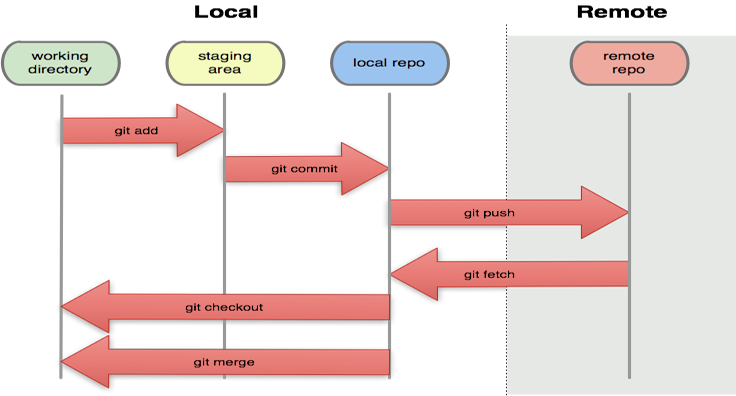 Local
Remote
working
directory
staging
area
local repo
remote
repo
git add
git commit
git push
git fetch
git checkout
git merge